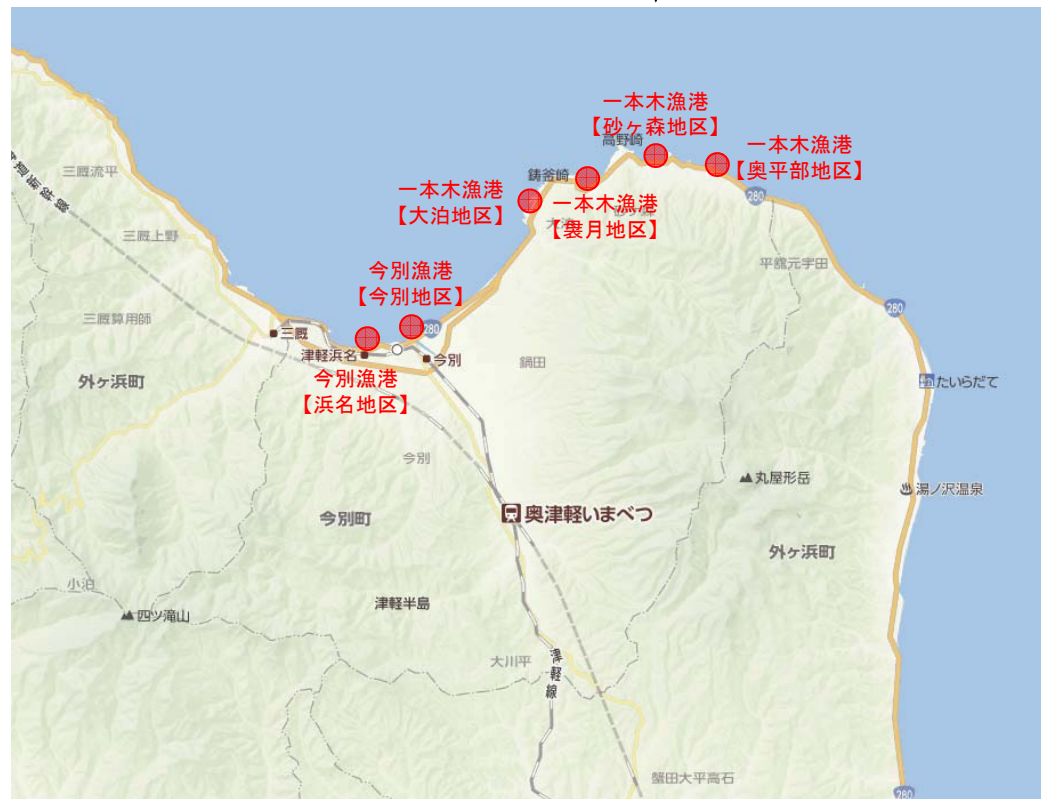 一本木漁港
【砂ヶ森地区】
高野崎
一本木漁港
【奥平部地区】
三厩流平
鋳釜崎
一本木漁港
【大泊地区】
一本木漁港
【袰月地区】
大泊
280
三厩上野
平舘元宇田
今別漁港
【今別地区】
280
280
三厩算用師
三厩
津軽浜名
今別
鍋田
外ヶ浜町
今別漁港
【浜名地区】
たいらだて
今別
丸屋形岳
湯ノ沢温泉
奥津軽いまべつ
今別町
外ヶ浜町
小泊
四ツ滝山
津軽半島
大川平
津軽線
蟹田大平高石
280